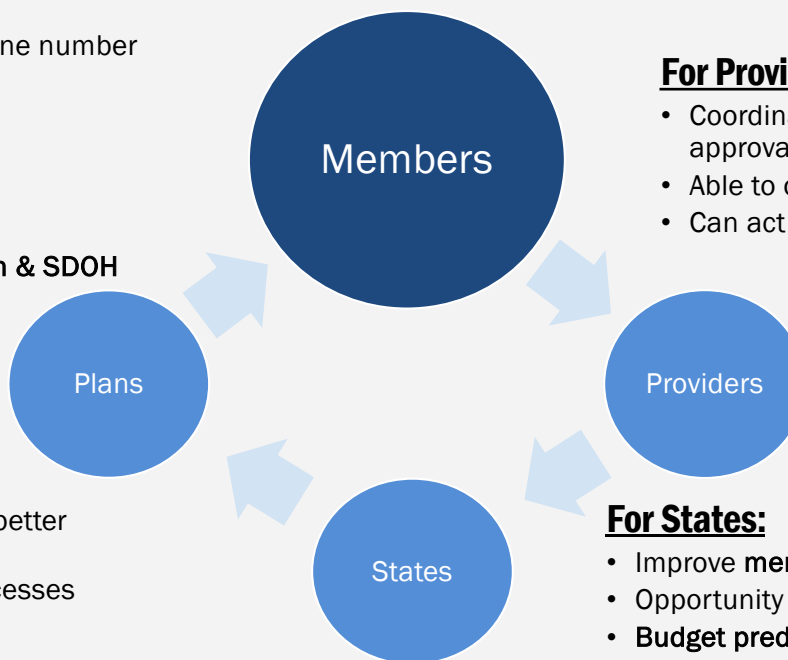 ne number
Members
For Provi
• Coordin
approva
• Able to
• Can act
& SDOH
Plans
Providers
better
For States:
States
• Improve
• Opportunity
cesses
• Budget pred